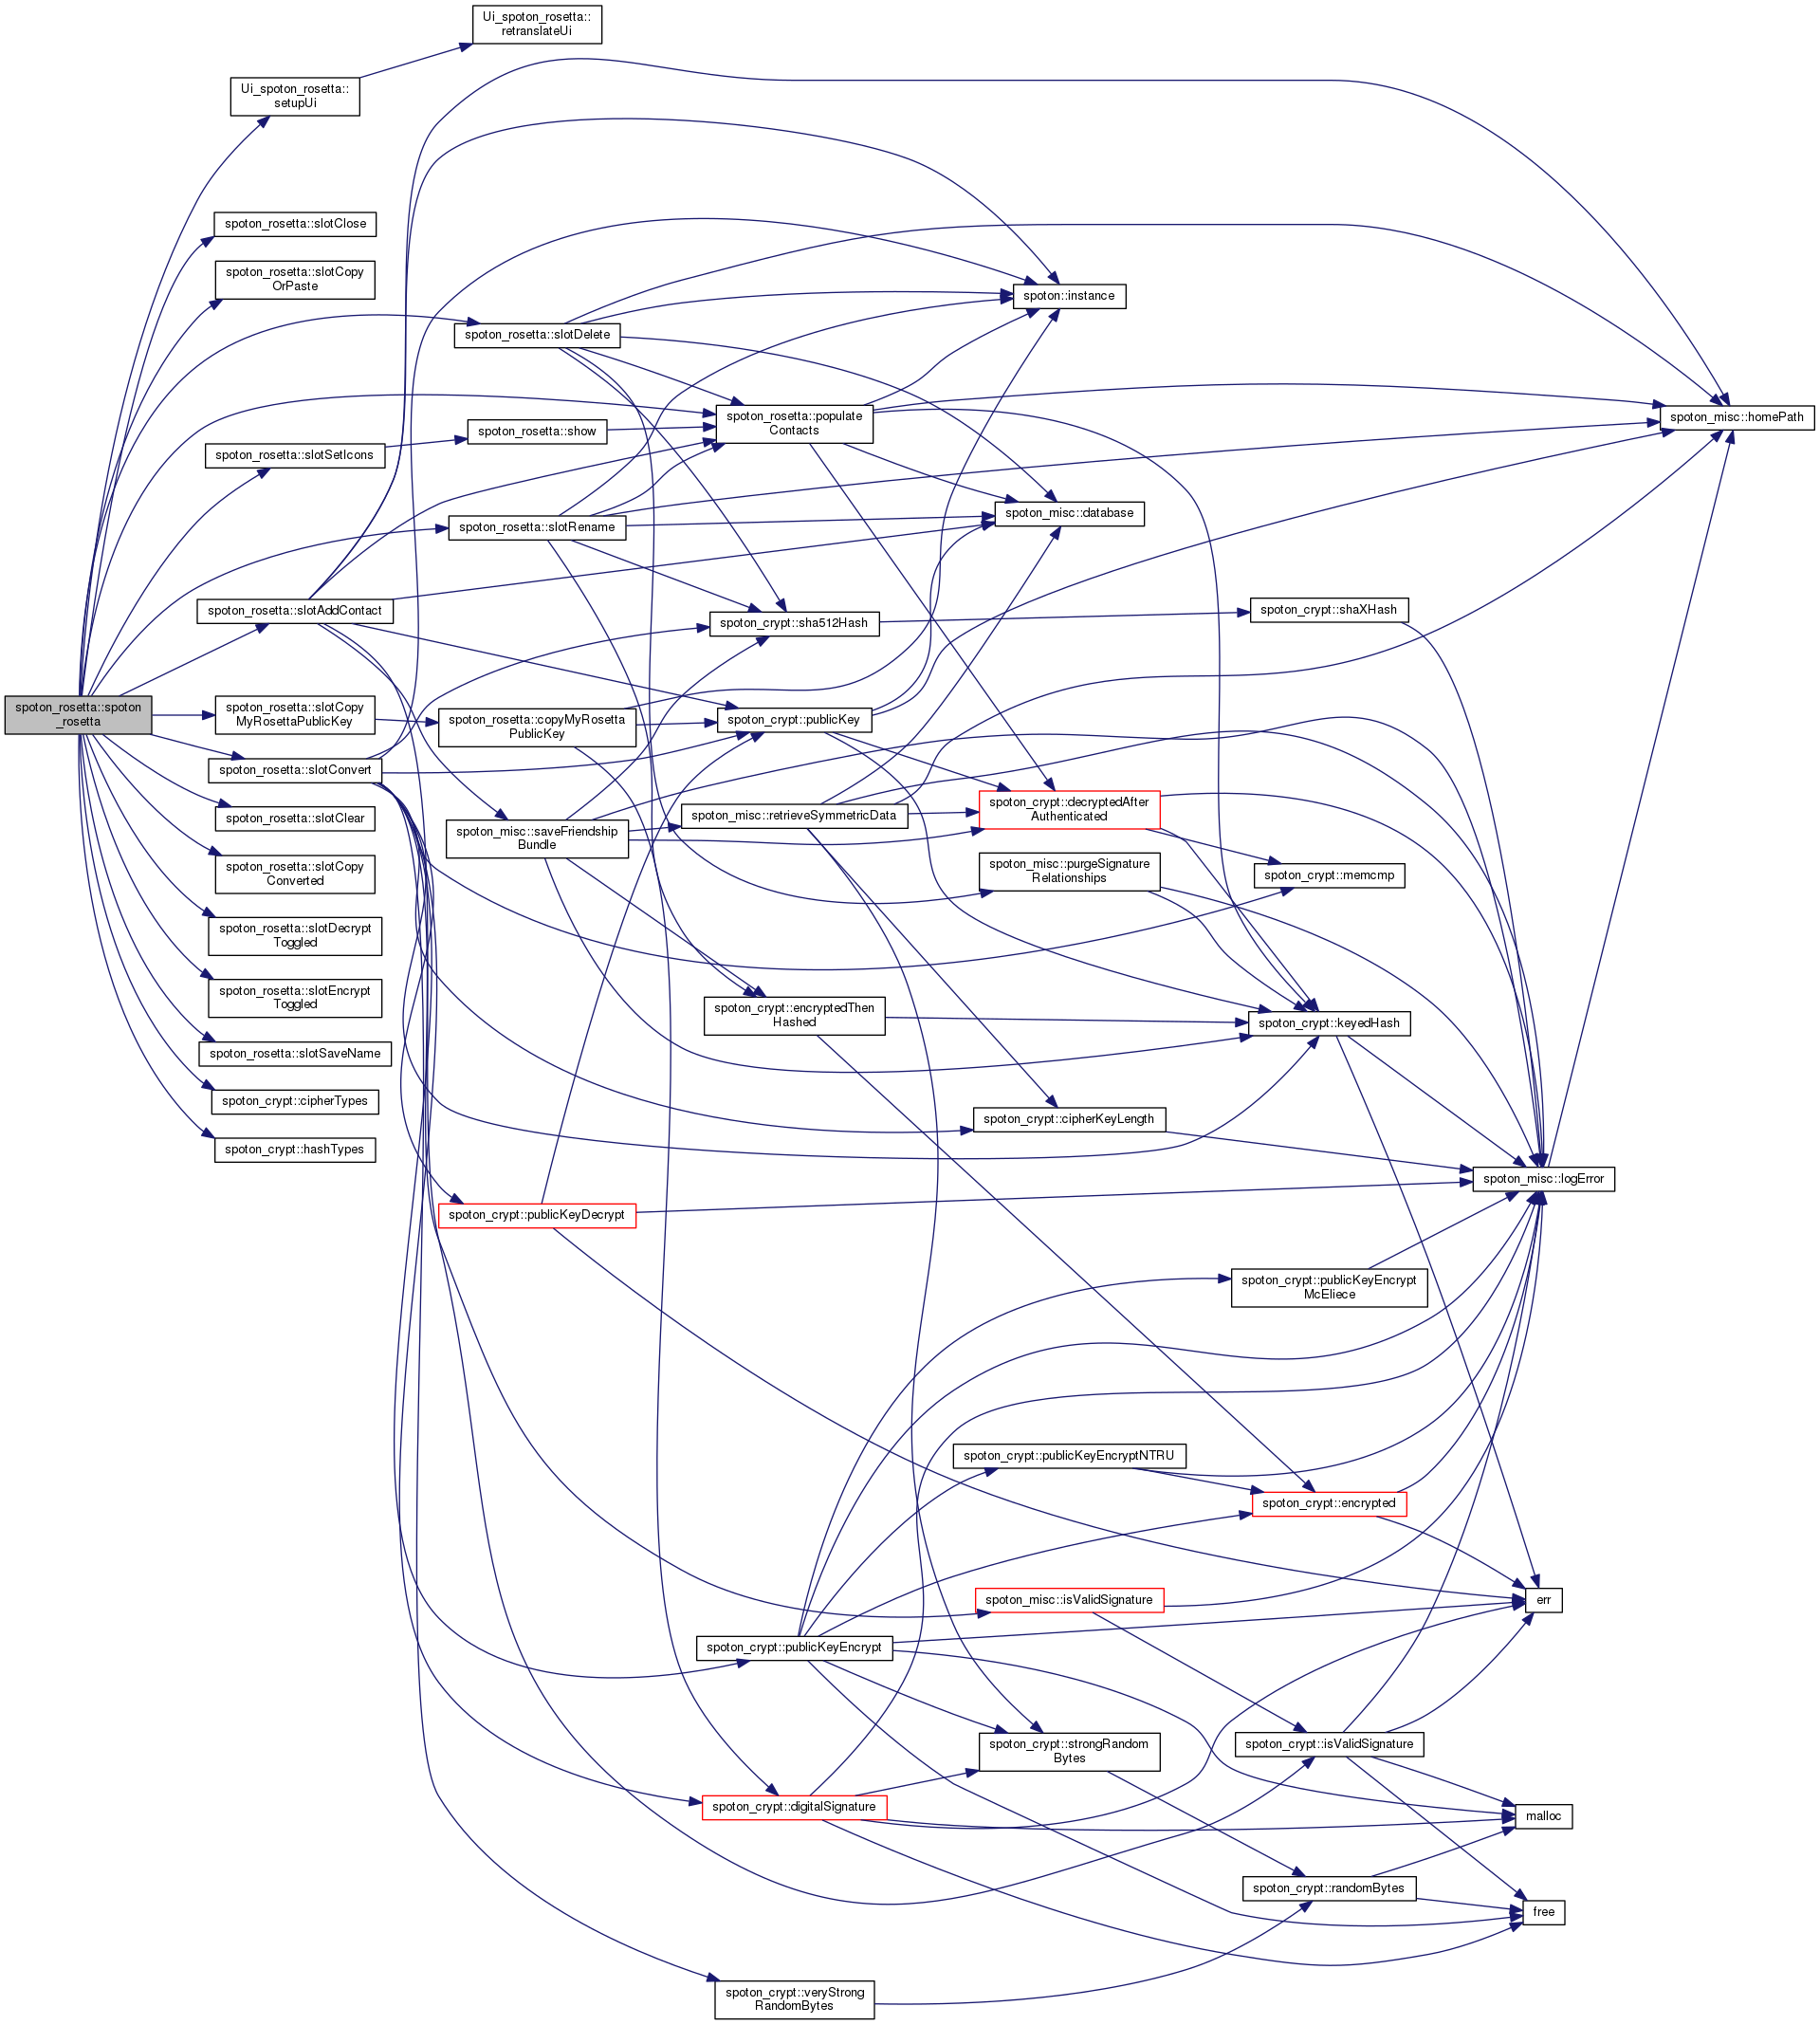 Ui_spoton_rosetta::
retranslateUi
Ui_spoton_rosetta::
setupUi
spoton_rosetta::slotClose
spoton_rosetta::slotCopy
OrPaste
spoton::instance
spoton_rosetta::slotDelete
spoton_rosetta::populate
Contacts
spoton_misc::homePath
spoton_rosetta::show
spoton_rosetta::slotSetIcons
spoton_misc::database
spoton_rosetta::slotRename
spoton_rosetta::slotAddContact
spoton_crypt::shaXHash
spoton_crypt::sha512Hash
spoton_rosetta::spoton
_rosetta
spoton_rosetta::slotCopy
MyRosettaPublicKey
spoton_rosetta::copyMyRosetta
PublicKey
spoton_crypt::publicKey
spoton_rosetta::slotConvert
spoton_crypt::decryptedAfter
Authenticated
spoton_rosetta::slotClear
spoton_misc::retrieveSymmetricData
spoton_misc::saveFriendship
Bundle
spoton_misc::purgeSignature
Relationships
spoton_crypt::memcmp
spoton_rosetta::slotCopy
Converted
spoton_rosetta::slotDecrypt
Toggled
spoton_rosetta::slotEncrypt
Toggled
spoton_crypt::encryptedThen
Hashed
spoton_crypt::keyedHash
spoton_rosetta::slotSaveName
spoton_crypt::cipherTypes
spoton_crypt::cipherKeyLength
spoton_crypt::hashTypes
spoton_misc::logError
spoton_crypt::publicKeyDecrypt
spoton_crypt::publicKeyEncrypt
McEliece
spoton_crypt::publicKeyEncryptNTRU
spoton_crypt::encrypted
spoton_misc::isValidSignature
err
spoton_crypt::publicKeyEncrypt
spoton_crypt::strongRandom
Bytes
spoton_crypt::isValidSignature
spoton_crypt::digitalSignature
malloc
spoton_crypt::randomBytes
free
spoton_crypt::veryStrong
RandomBytes